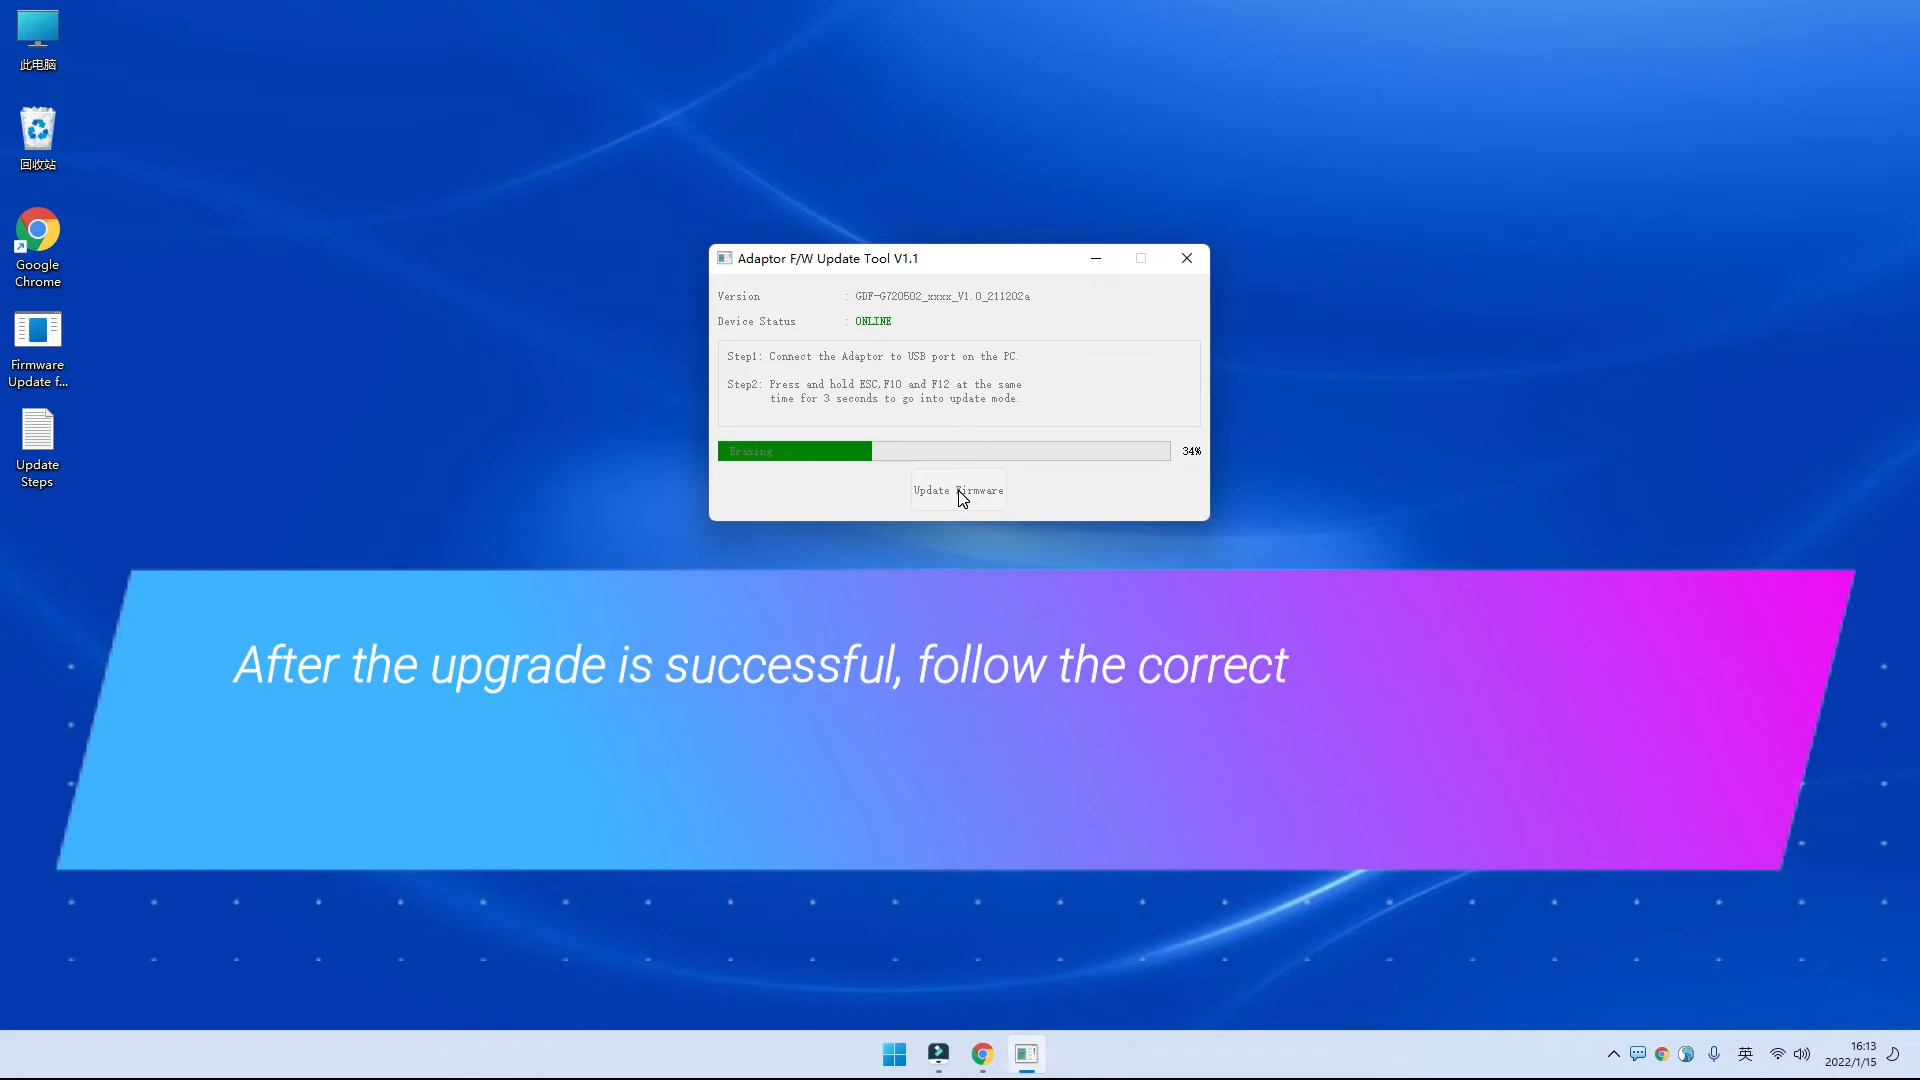 此电脑
回收站
Google
Chrome
Firmware
Update f...
Update
Steps
Adaptor F/W Update Tool V1.1
Version : GDF-G720502_xxxx_V1.0_211202a
Device Status : ONLINE
Step1: Connect the Adaptor to USB port on the PC.
Step2: Press and hold ESC,F10 and F12 at the same
time for 3 seconds to go into update mode.
Erasing ... 34%
Update Firmware
After the upgrade is successful, follow the correct
英
16:13
2022/1/15